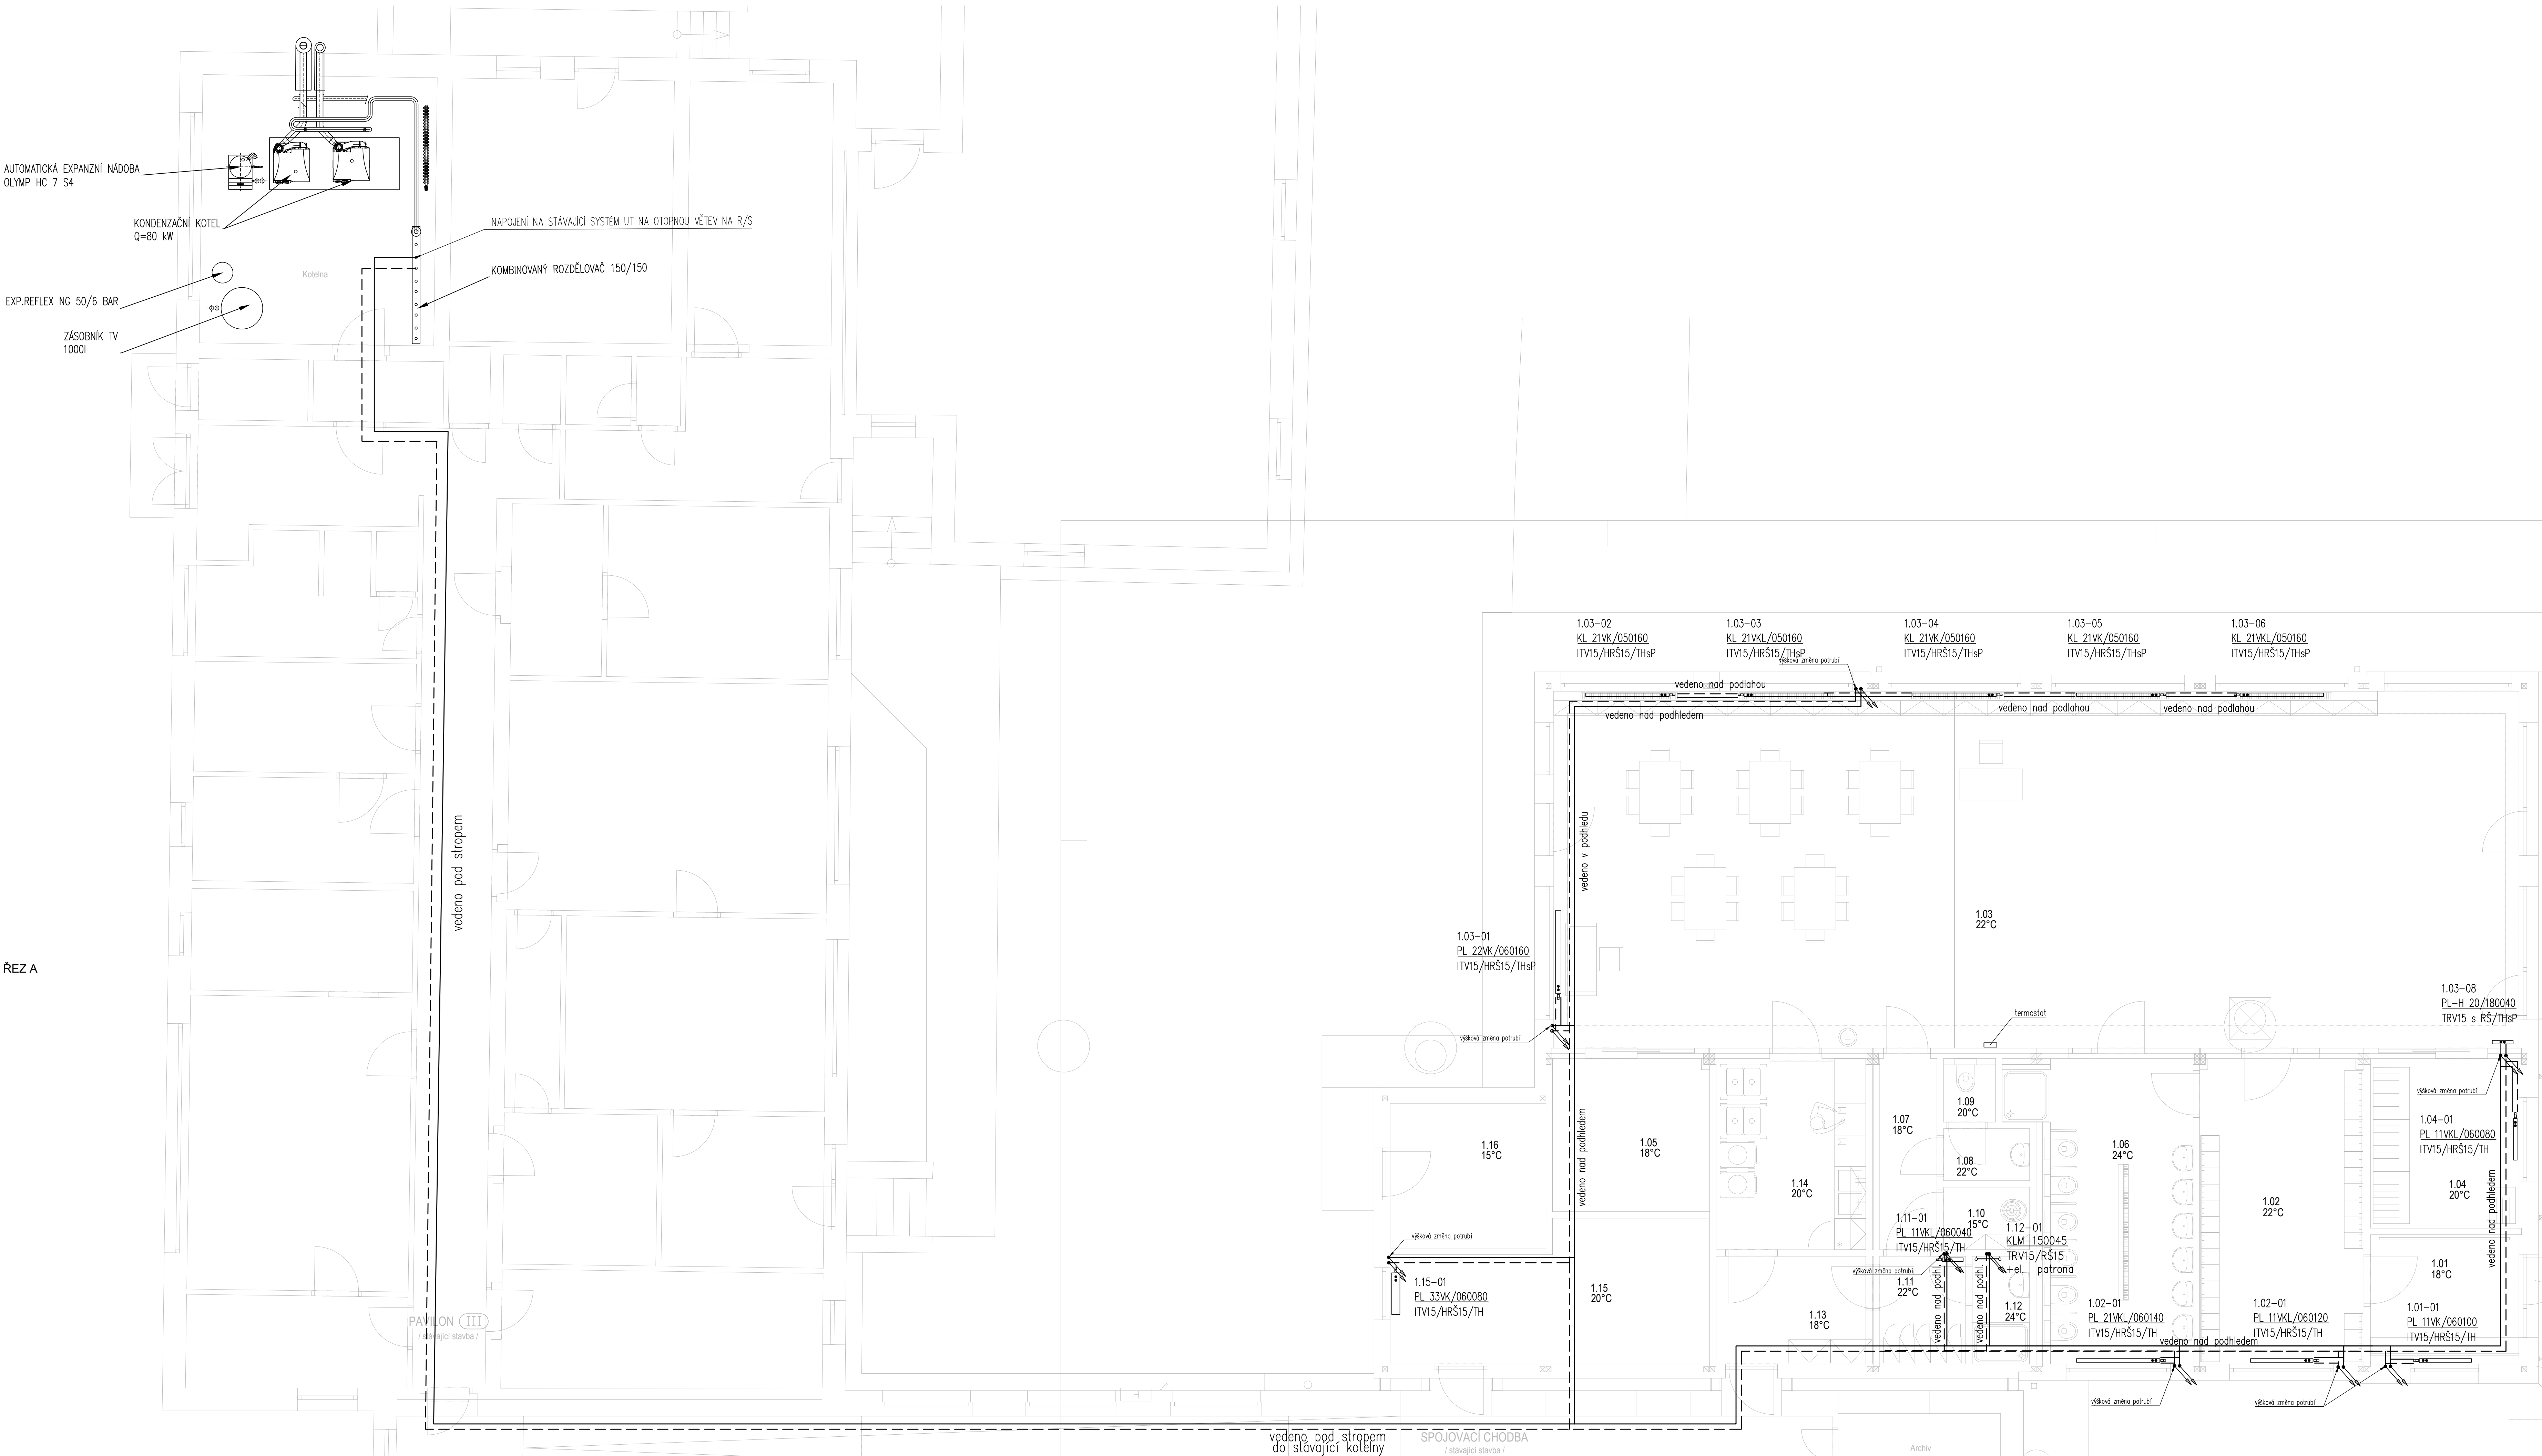 AUTOMATICKÁ EXPANZNÍ NÁDOBA
OLYMP HC 7 S4
KONDENZAČNÍ KOTEL
Q=80 kW
NAPOJENÍ NA STÁVAJÍCÍ SYSTÉM UT NA OTOPNOU VĚTEV NA R/S
KOMBINOVANÝ ROZDĚLOVAČ 150/150
Kotelna
EXP.REFLEX NG 50/6 BAR
ZÁSOBNÍK TV
1000l
vedeno pod stropem
ŘEZ A
1.03-02
KL 21VK/050160
ITV15/HRŠ15/THsP
1.03-03
KL 21VKL/050160
ITV15/HRŠ15/THsP
výšková změna potrubí
1.03-04
KL 21VK/050160
ITV15/HRŠ15/THsP
1.03-05
KL 21VK/050160
ITV15/HRŠ15/THsP
1.03-06
KL 21VKL/050160
ITV15/HRŠ15/THsP
vedeno nad podlahou
vedeno nad podhledem
vedeno nad podlahou
vedeno nad podlahou
vedeno v podhledu
1.03-01
PL 22VK/060160
ITV15/HRŠ15/THsP
výšková změna potrubí
1.03
22°C
termostat
1.03-08
PL-H 20/180040
TRV15 s RŠ/THsP
výšková změna potrubí
1.04-01
PL 11VKL/060080
ITV15/HRŠ15/TH
1.04
20°C
vedeno nad podhledem
1.16
15°C
1.05
18°C
vedeno nad podhledem
1.14
20°C
1.07
18°C
1.09
20°C
1.08
22°C
1.06
24°C
1.02
22°C
1.10
15°C
1.11-01
PL 11VKL/060040
ITV15/HRŠ15/TH
1.12-01
KLM-150045
TRV15/RŠ15
+el. patrona
výšková změna potrubí
výšková změna potrubí
1.15-01
PL 33VK/060080
ITV15/HRŠ15/TH
1.15
20°C
1.13
18°C
1.11
22°C
vedeno nad podhl.
vedeno nad podhl.
1.12
24°C
1.01
18°C
1.02-01
PL 21VKL/060140
ITV15/HRŠ15/TH
1.02-01
PL 11VKL/060120
ITV15/HRŠ15/TH
1.01-01
PL 11VK/060100
ITV15/HRŠ15/TH
vedeno nad podhledem
výšková změna potrubí
výšková změna potrubí
PAVILON III
/ stávající stavba /
H
vedeno pod stropem
do stávající kotelny
SPOJOVACÍ CHODBA
/ stávající stavba /
Archiv